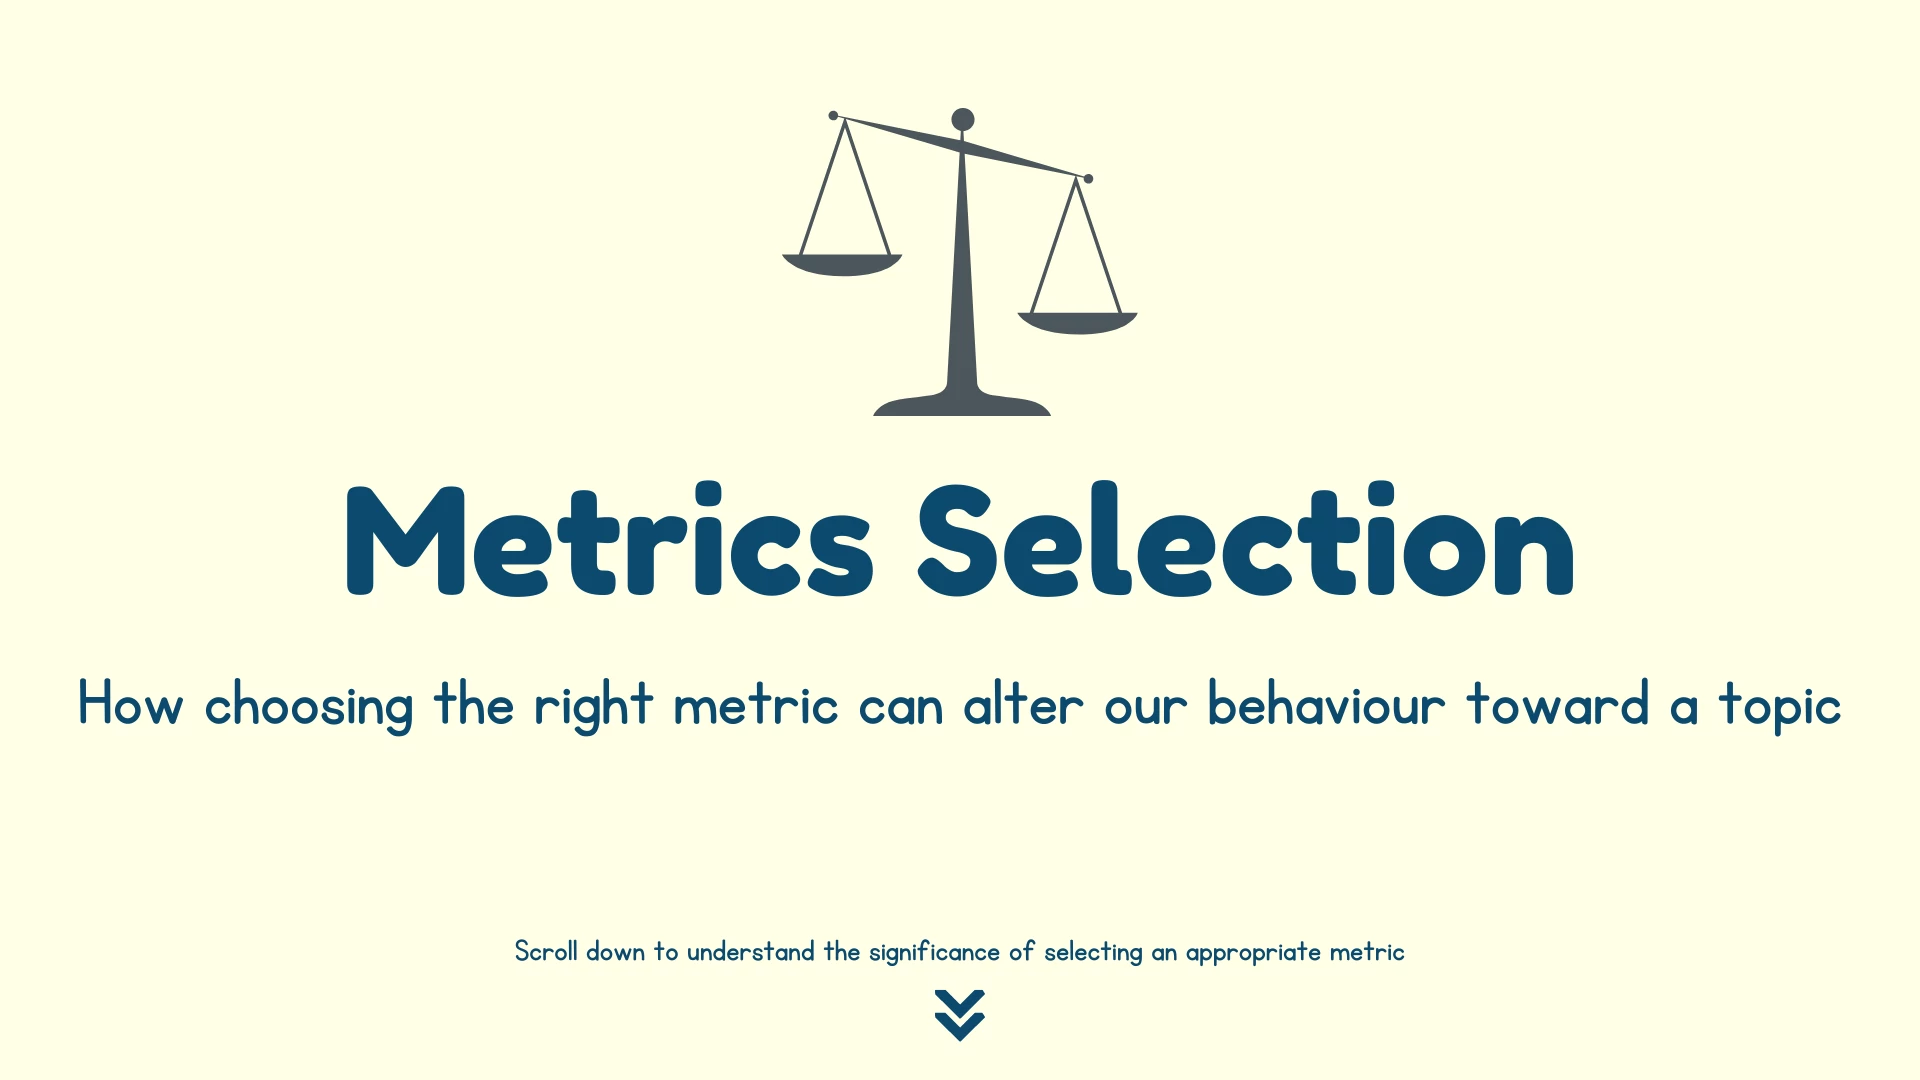 Metrics Selection
How choosing the right metric can alter our behaviour toward a topic
Scroll down to understand the significance of selecting an appropriate metric